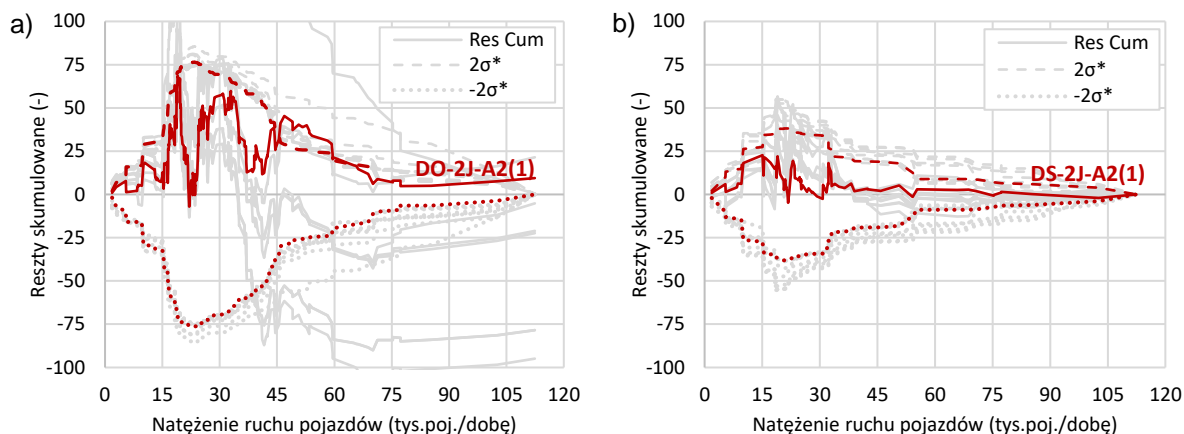 a)
100
75
50
25
0
-25
-50
-75
-100
Reszty skumulowane (-)
Res Cum
2σ*
-2σ*
DO-2J-A2(1)
0 15 30 45 60 75 90 105 120
Natężenie ruchu pojazdów (tys.poj./dobę)
b)
100
75
50
25
0
-25
-50
-75
-100
Reszty skumulowane (-)
Res Cum
2σ*
-2σ*
DS-2J-A2(1)
0 15 30 45 60 75 90 105 120
Natężenie ruchu pojazdów (tys.poj./dobę)